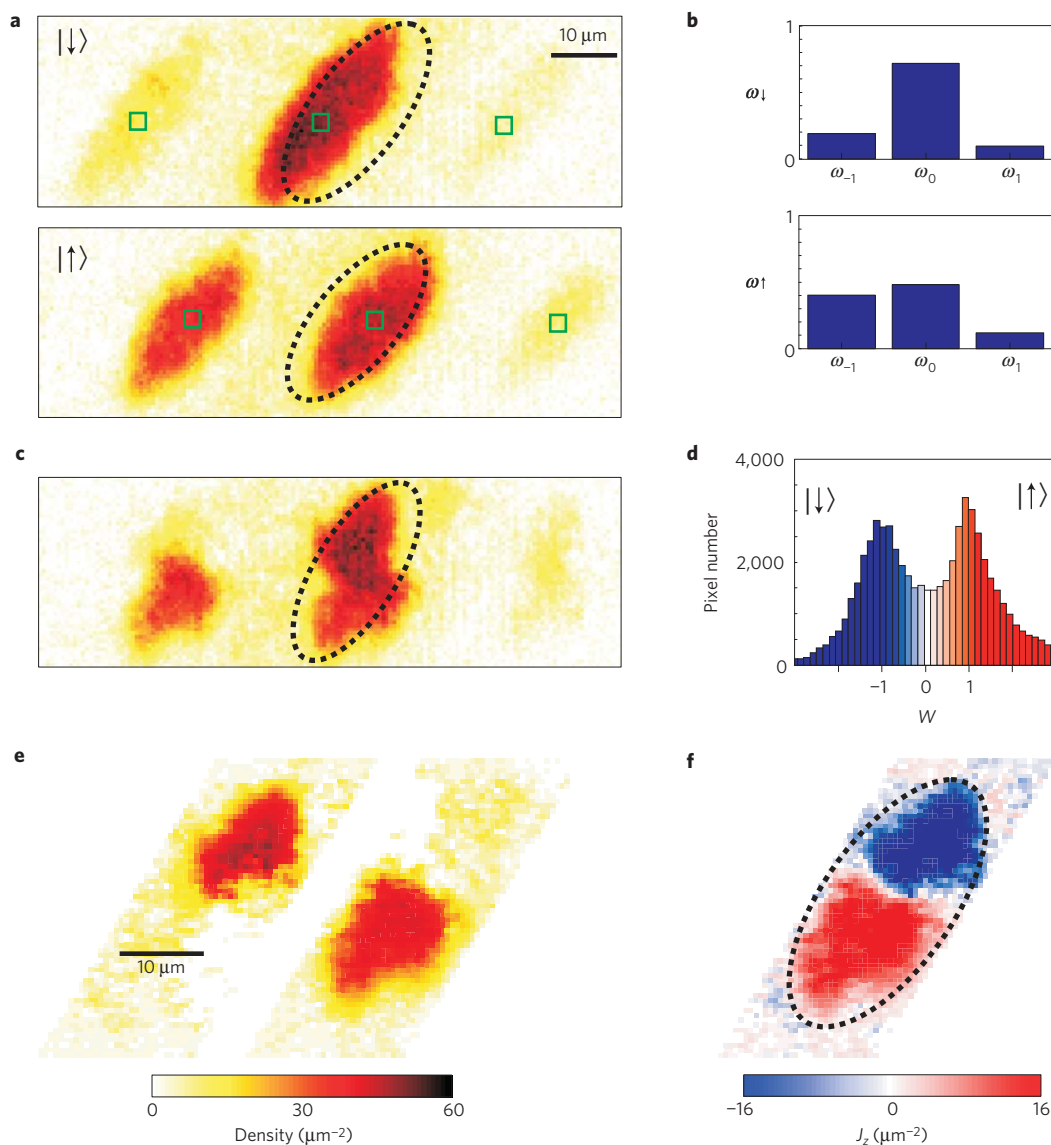 a
|↓⟩
10 µm
|↑⟩
b
1
ω↓
0
ω−1 ω0 ω1
1
ω↑
0
ω−1 ω0 ω1
c
d
4,000
|↓⟩ |↑⟩
Pixel number
2,000
0
−1 0 1
W
e
10 µm
0 30 60
Density (µm−2)
f
−16 0 16
Jz (µm−2)